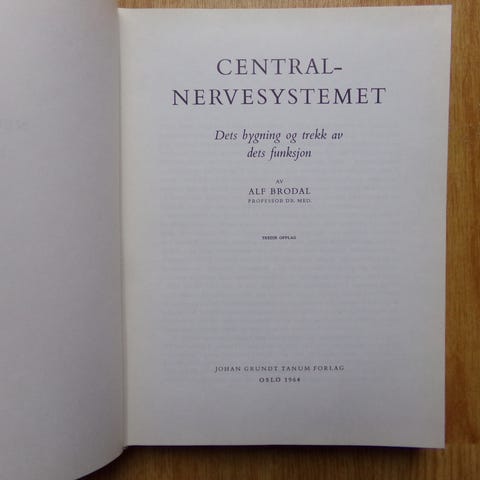 CENTRAL-
NERVESYSTEMET
Dets bygning og trekk av
dets funksjon
AV
ALF BRODAL
PROFESSOR DR. MED.
TREDJE OPPLAG
JOHAN GRUNDT TANUM FORLAG
OSLO 1964